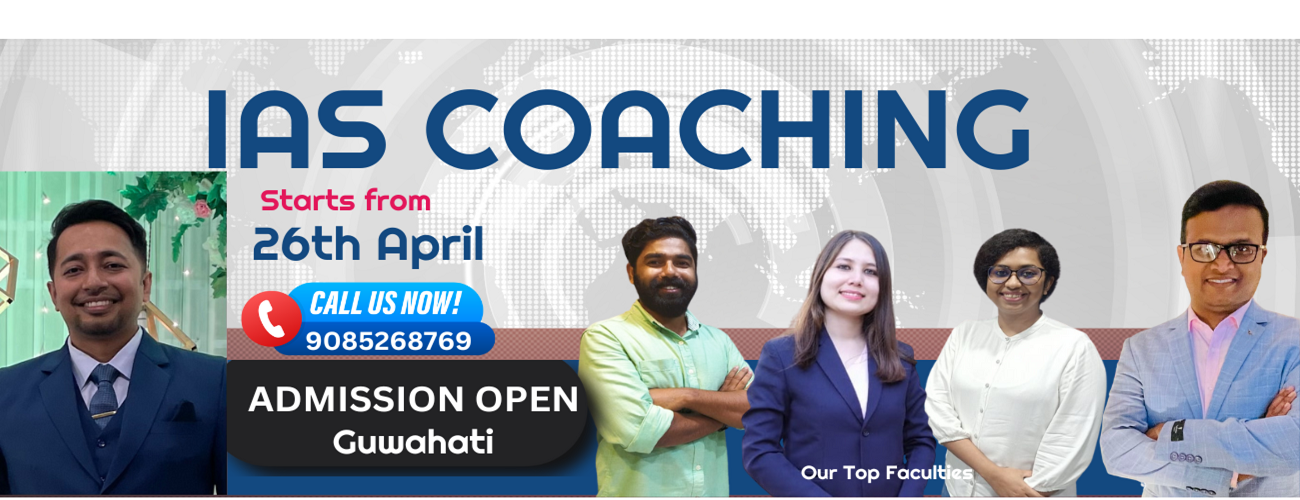 IAS COACHING
Starts from
26th April
CALL US NOW!
9085268769
ADMISSION OPEN
Guwahati
Our Top Faculties